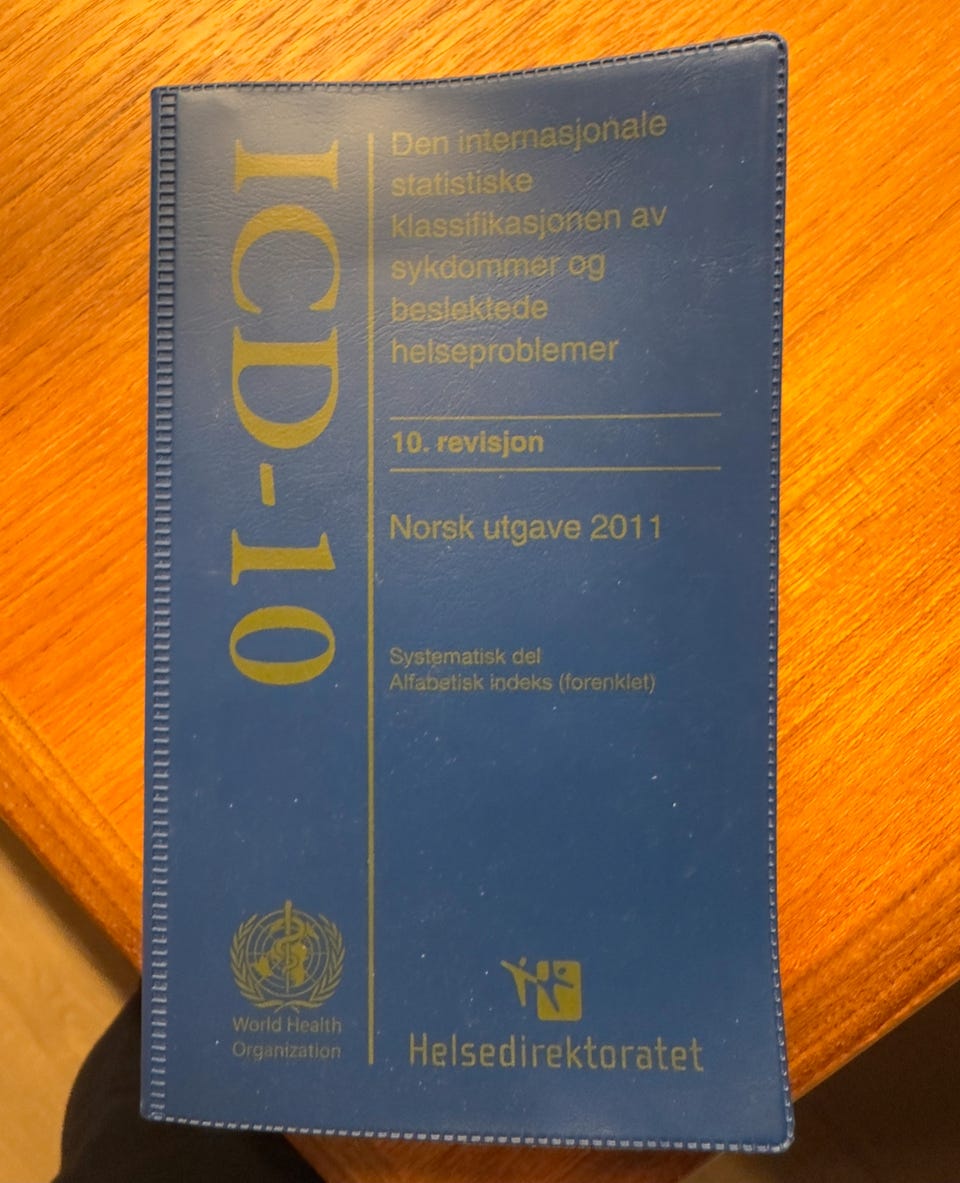 ICD-10
Den internasjonale
statistiske
klassifikasjonen av
sykdommer og
beslektede
helseproblemer
10. revisjon
Norsk utgave 2011
Systematisk del
Alfabetisk indeks (forenklet)
World Health
Organization
Helsedirektoratet